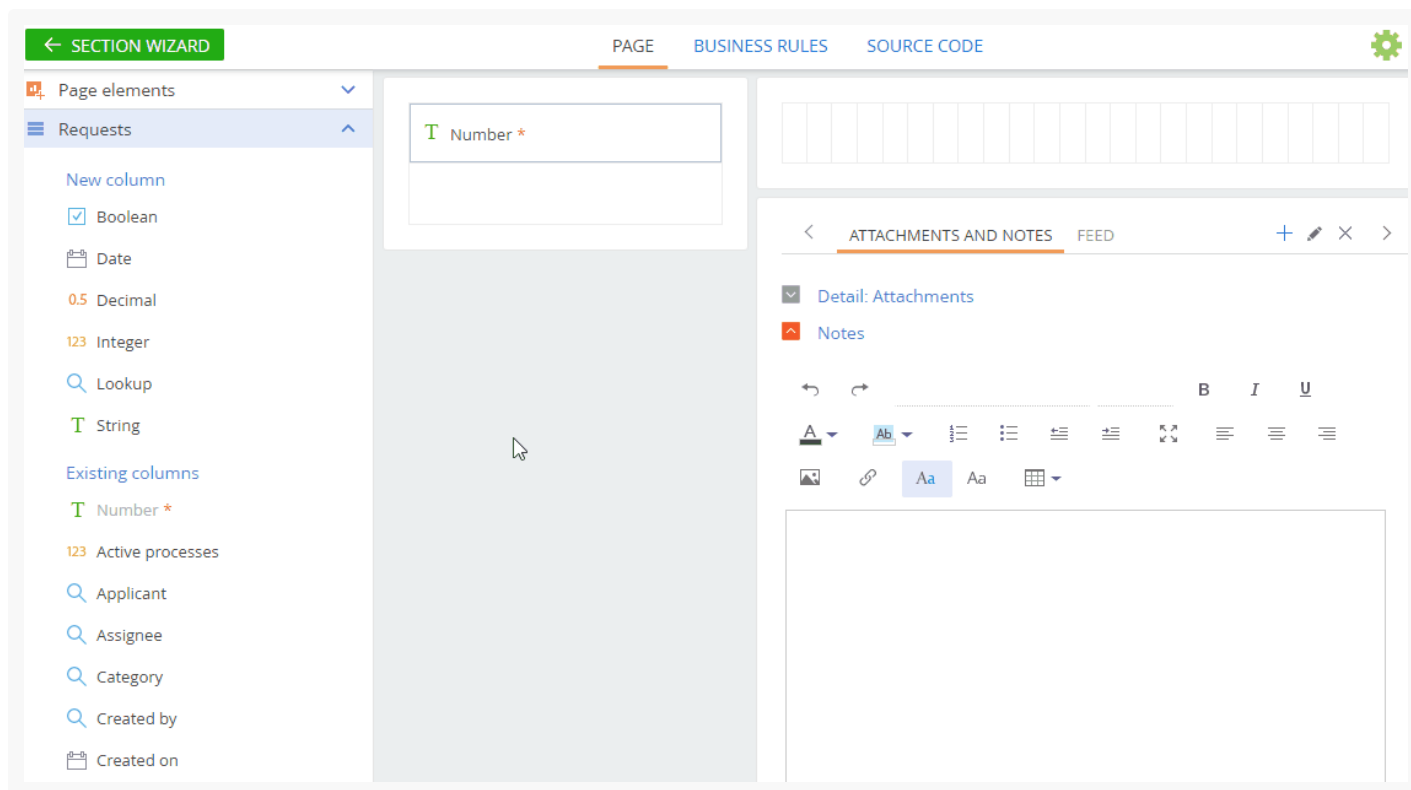 SECTION WIZARD
PAGE BUSINESS RULES SOURCE CODE
Page elements
Requests
New column
Boolean
Date
0.5 Decimal
123 Integer
Lookup
T String
Existing columns
T Number *
123 Active processes
Applicant
Assignee
Category
Created by
Created on
T Number *
ATTACHMENTS AND NOTES FEED
Detail: Attachments
Notes
B I U
A Ab
Aa Aa